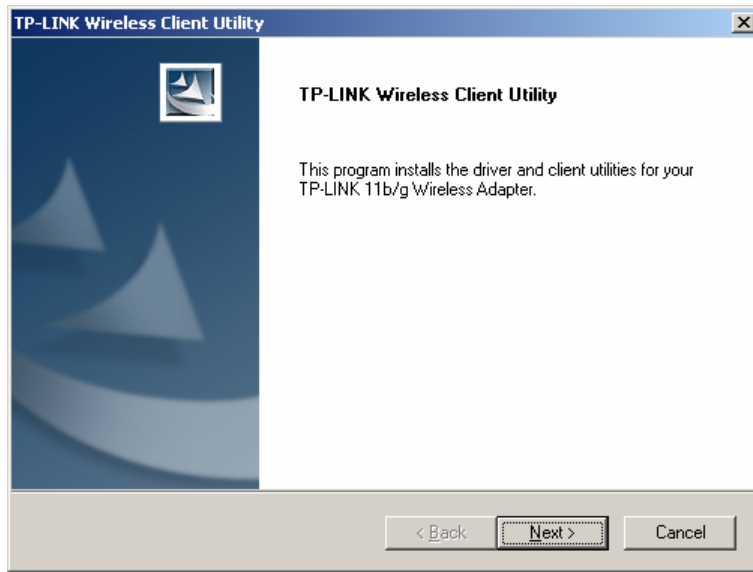 TP-LINK Wireless Client Utility
TP-LINK Wireless Client Utility
This program installs the driver and client utilities for your
TP-LINK 11b/g Wireless Adapter.
< Back Next > Cancel